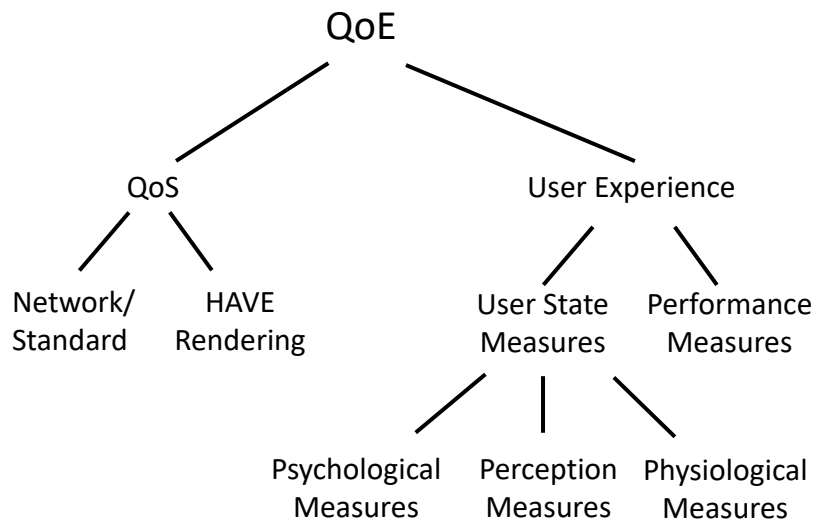 QoE
QoS
User Experience
Network/
Standard
HAVE
Rendering
User State
Measures
Performance
Measures
Psychological
Measures
Perception
Measures
Physiological
Measures